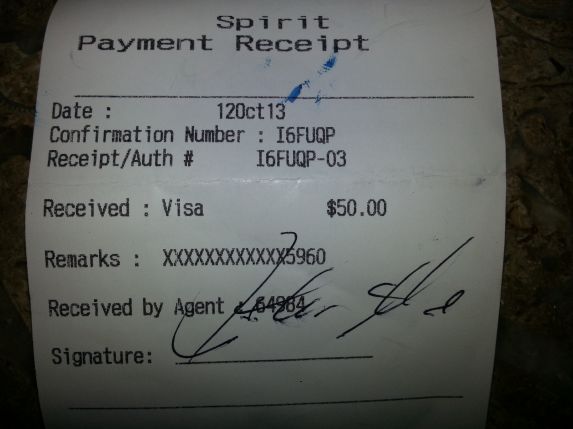 Spirit
Payment Receipt
Date : 12Oct13
Confirmation Number : I6FUQP
Receipt/Auth # I6FUQP-03
Received : Visa $50.00
Remarks : XXXXXXXXXXXX5960
Received by Agent : 64984
Signature: